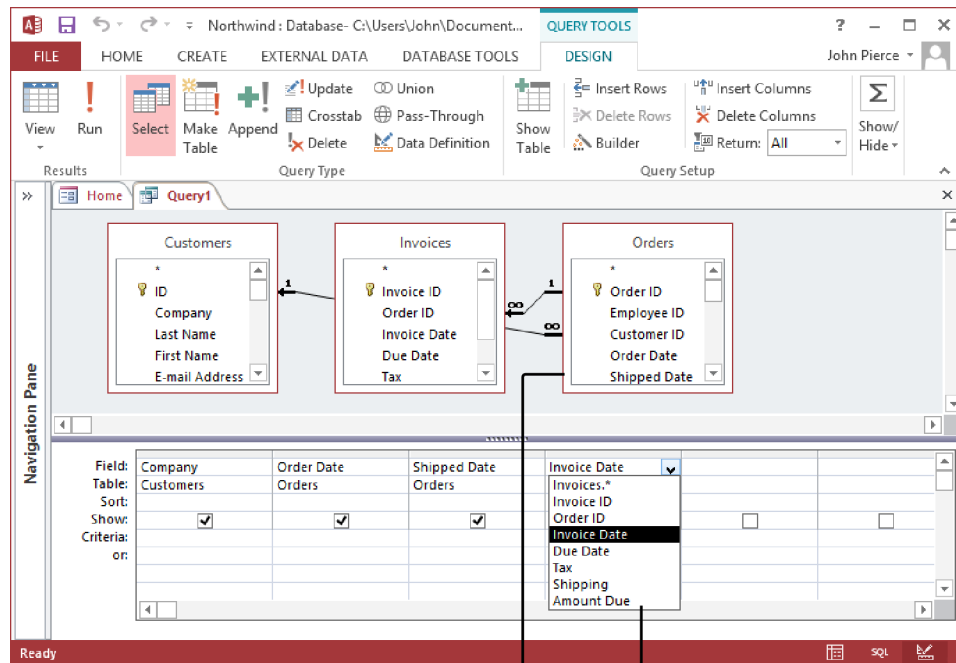 Northwind : Database- C:\Users\John\Document... QUERY TOOLS ?
FILE HOME CREATE EXTERNAL DATA DATABASE TOOLS DESIGN John Pierce
View Run Select Make Table Append
Update Union
Crosstab Pass-Through
Delete Data Definition
Show Table
Insert Rows Insert Columns
Delete Rows Delete Columns
Builder Return: All
Σ
Show/
Hide
Results Query Type Query Setup
» Home Query1
Navigation Pane
Customers
*
ID
Company
Last Name
First Name
E-mail Address
1
Invoices
*
Invoice ID
Order ID
Invoice Date
Due Date
Tax
1
∞
∞
Orders
*
Order ID
Employee ID
Customer ID
Order Date
Shipped Date
Field: Company Order Date Shipped Date Invoice Date
Table: Customers Orders Orders
Sort:
Show:
Criteria:
or:
Invoices.*
Invoice ID
Order ID
Invoice Date
Due Date
Tax
Shipping
Amount Due
Ready SQL